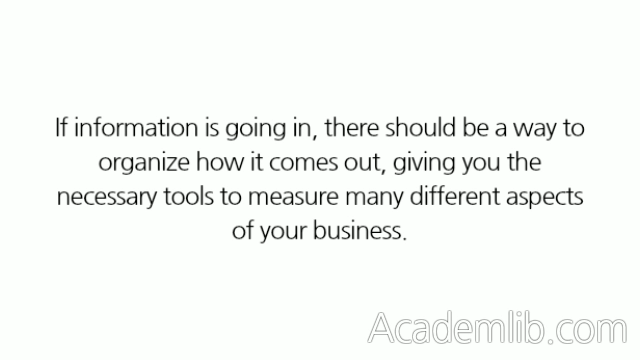 If information is going in, there should be a way to
organize how it comes out, giving you the
necessary tools to measure many different aspects
of your business.
Academlib.com